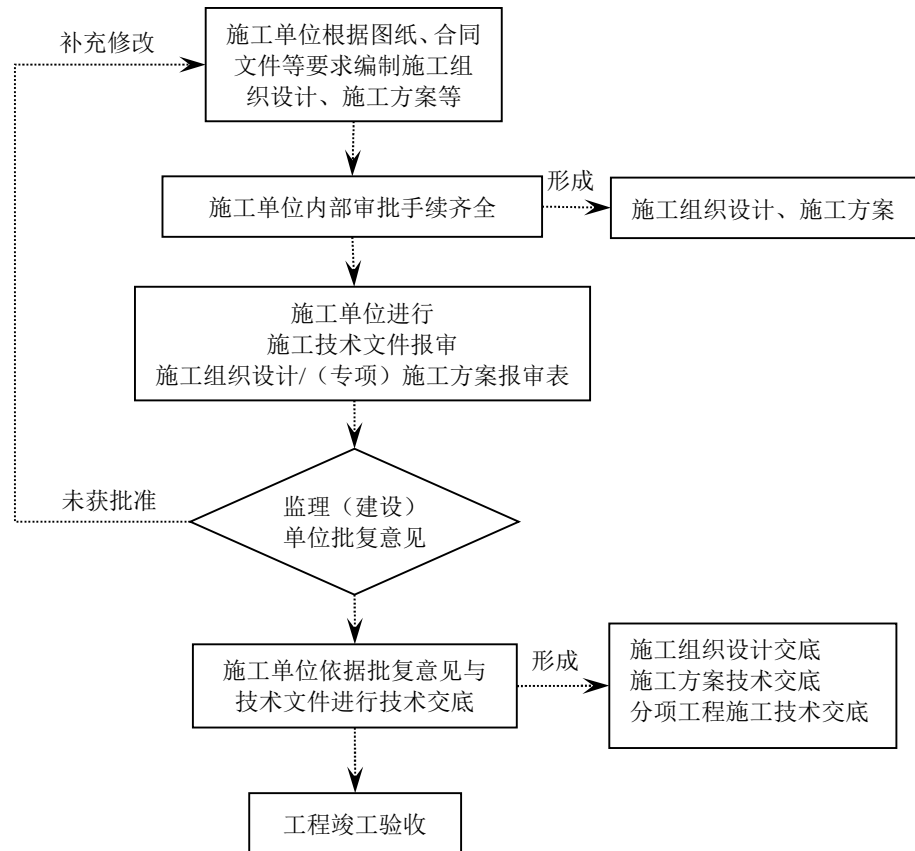 补充修改
施工单位根据图纸、合同
文件等要求编制施工组
织设计、施工方案等
施工单位内部审批手续齐全
形成
施工组织设计、施工方案
施工单位进行
施工技术文件报审
施工组织设计/（专项）施工方案报审表
未获批准
监理（建设）
单位批复意见
施工单位依据批复意见与
技术文件进行技术交底
形成
施工组织设计交底
施工方案技术交底
分项工程施工技术交底
工程竣工验收